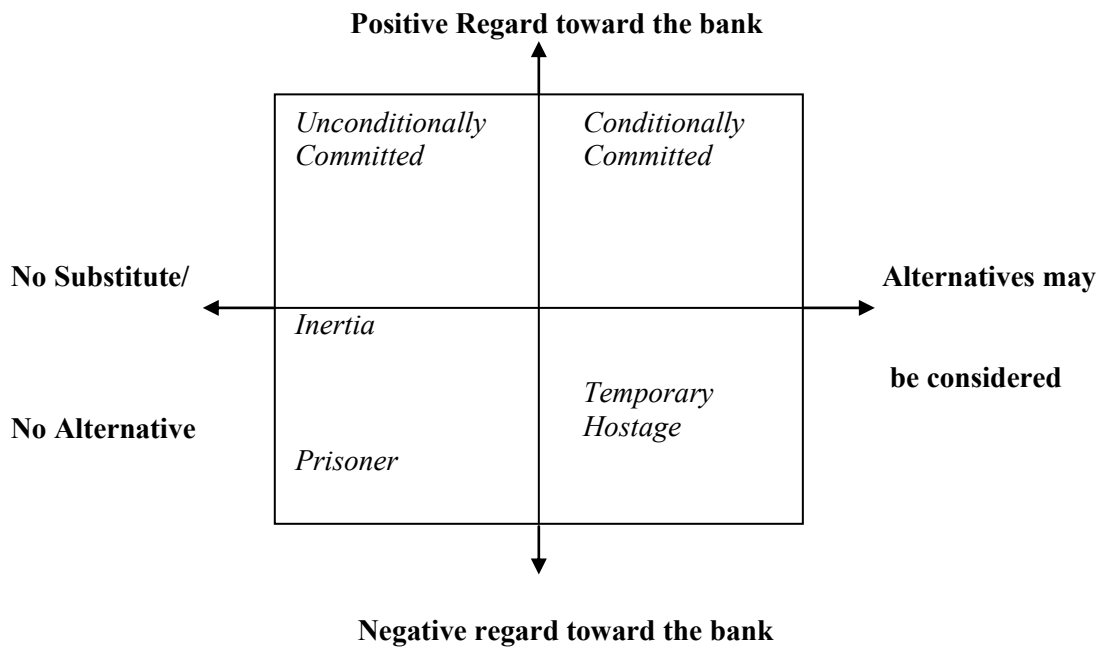 Positive Regard toward the bank
Unconditionally
Committed
Conditionally
Committed
No Substitute/
Alternatives may
Inertia
be considered
Temporary
Hostage
No Alternative
Prisoner
Negative regard toward the bank